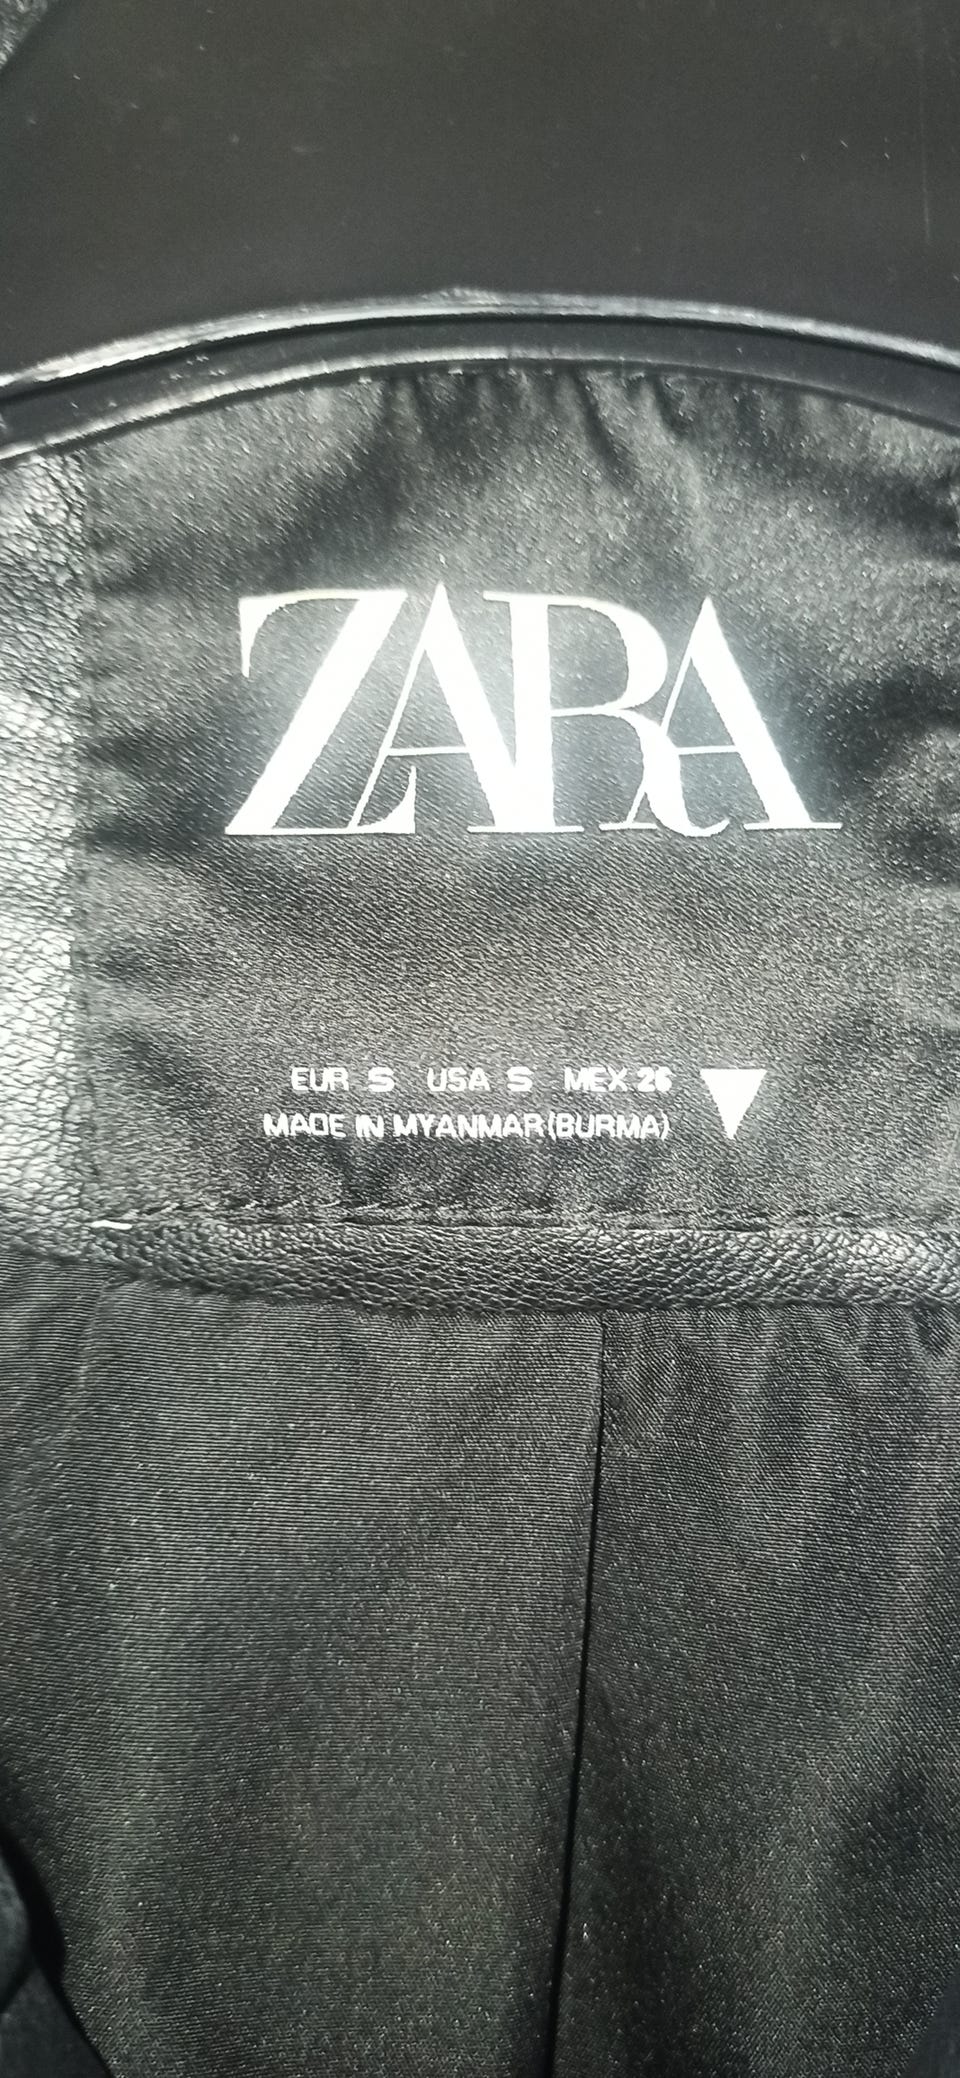 ZARA
EUR S USA S MEX 26
MADE IN MYANMAR(BURMA)